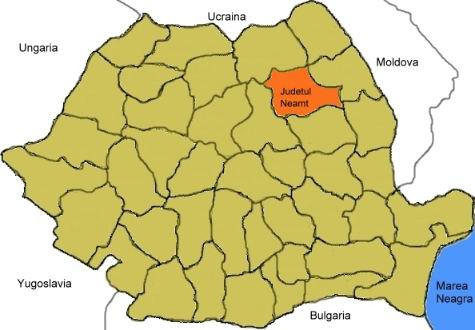 Ucraina
Ungaria
Moldova
Judetul
Neamt
Yugoslavia
Marea
Neagra
Bulgaria